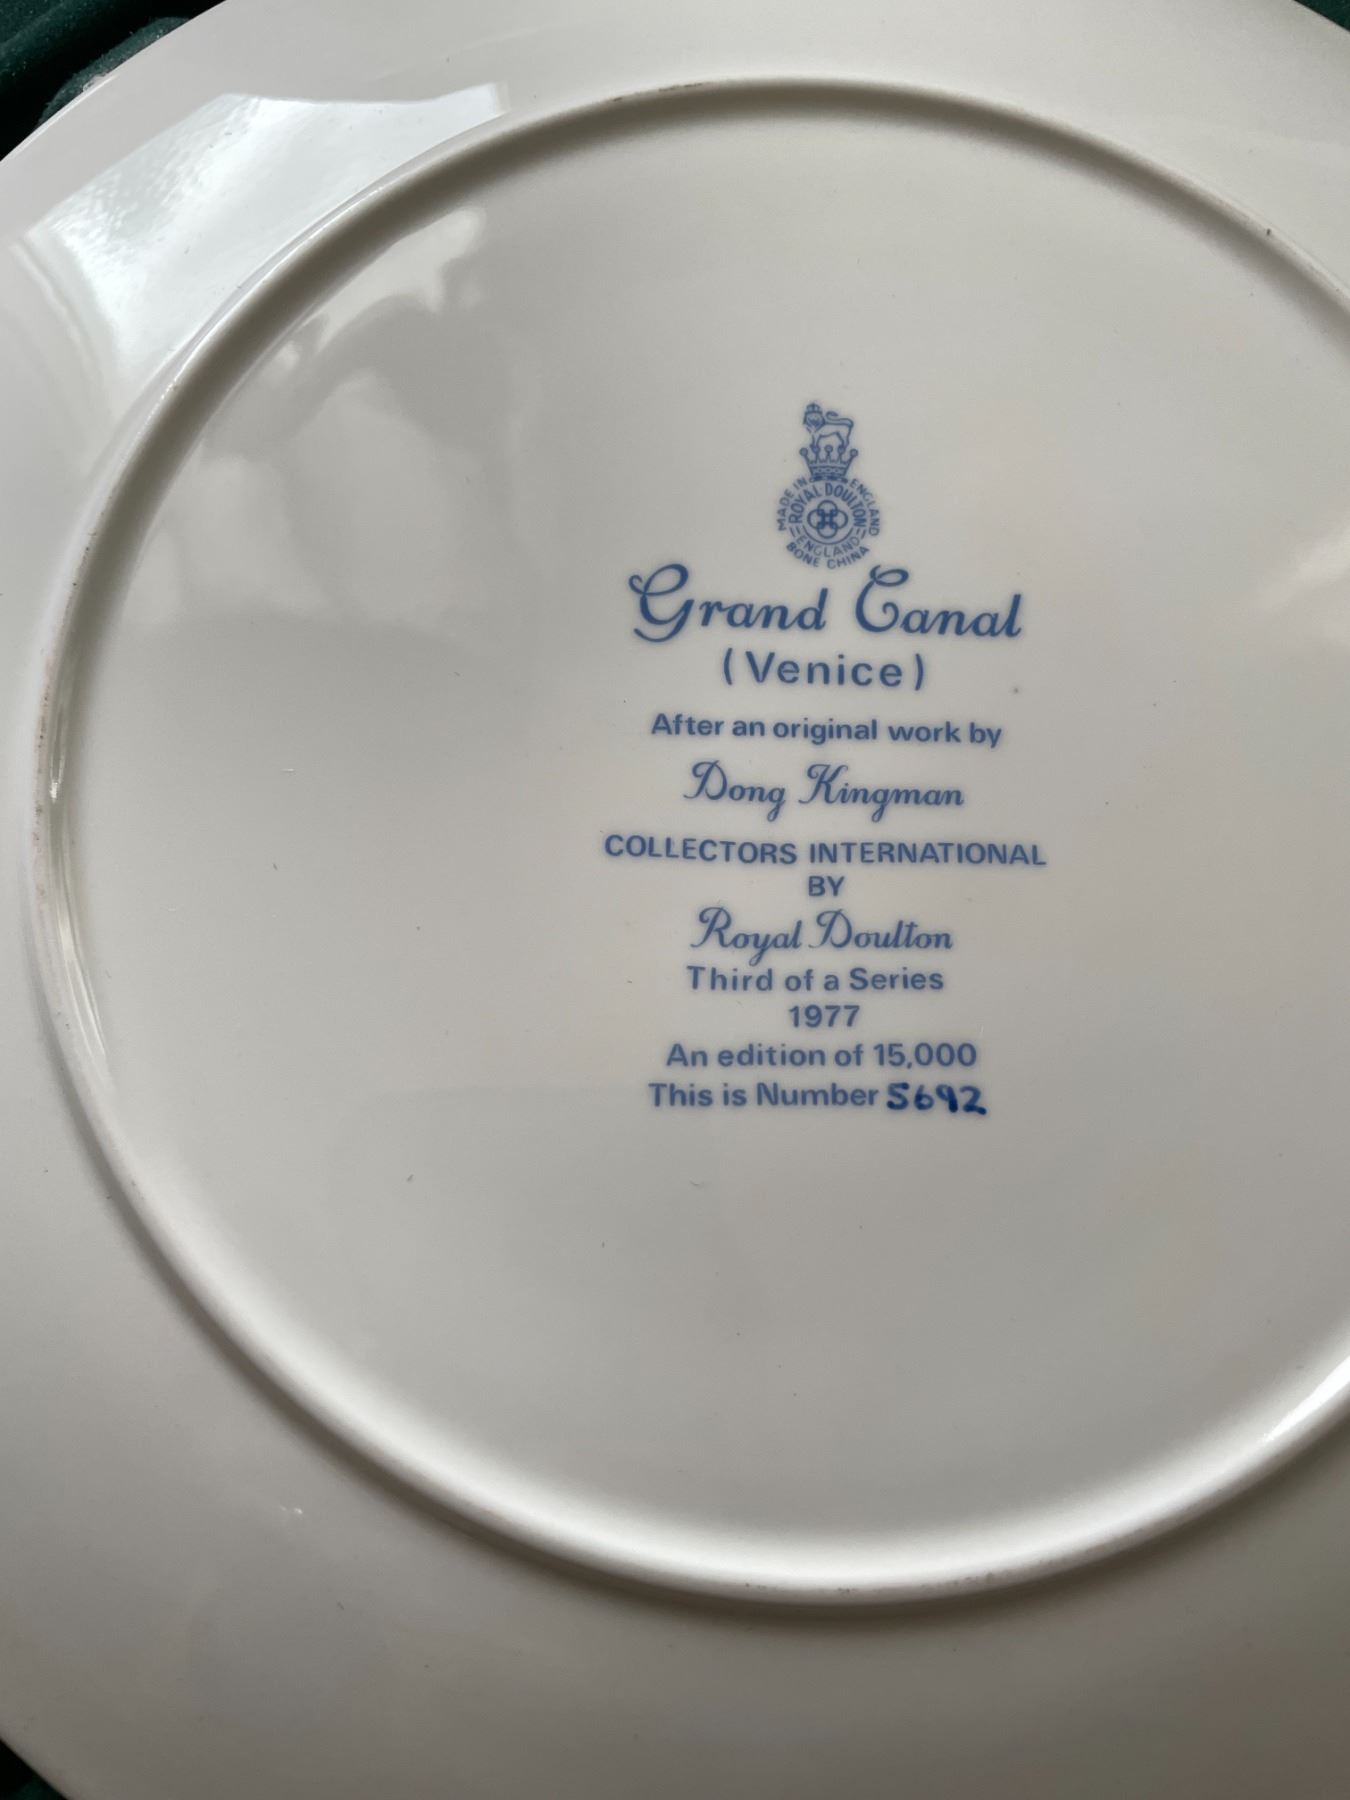 MADE IN ENGLAND
ROYAL DOULTON
ENGLAND
BONE CHINA
Grand Canal
(Venice)
After an original work by
Dong Kingman
COLLECTORS INTERNATIONAL
BY
Royal Doulton
Third of a Series
1977
An edition of 15,000
This is Number 5692